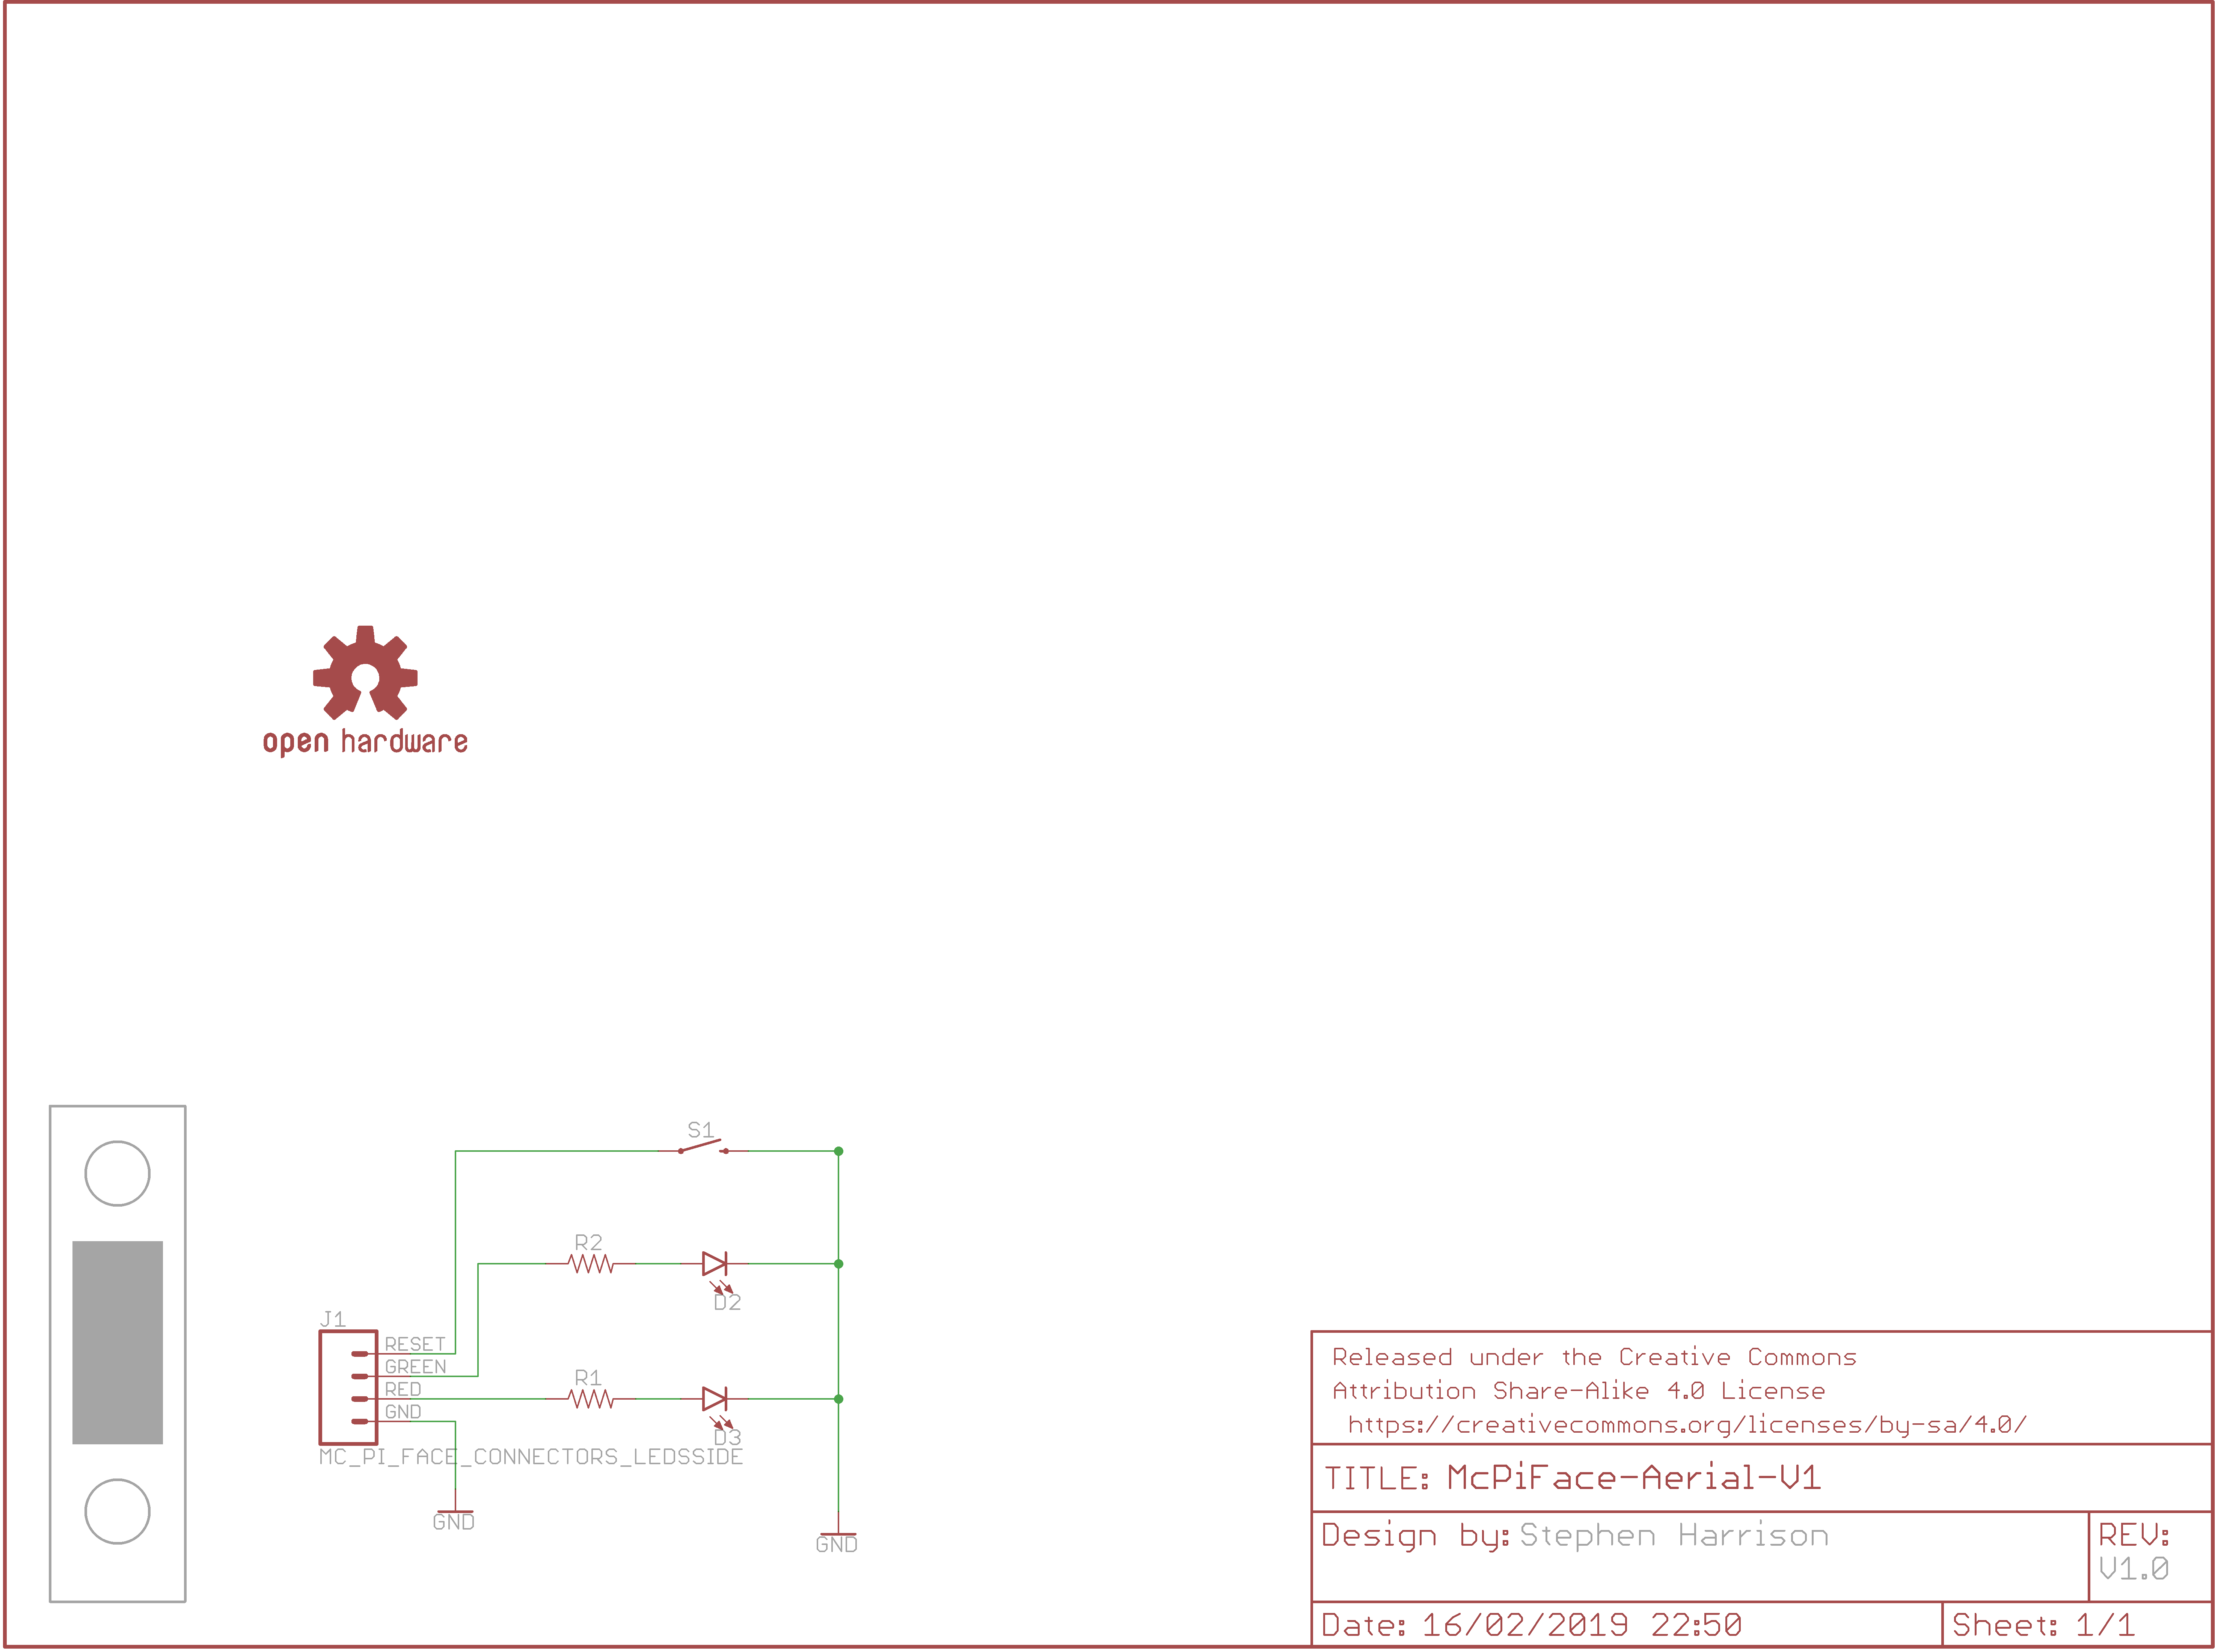 open hardware
S1
R2
D2
J1
RESET
GREEN
RED
GND
R1
D3
MC_PI_FACE_CONNECTORS_LEDSSIDE
GND
GND
Released under the Creative Commons
Attribution Share-Alike 4.0 License
https://creativecommons.org/licenses/by-sa/4.0/
TITLE: McPiFace-Aerial-V1
Design by: Stephen Harrison
REV:
V1.0
Date: 16/02/2019 22:50
Sheet: 1/1